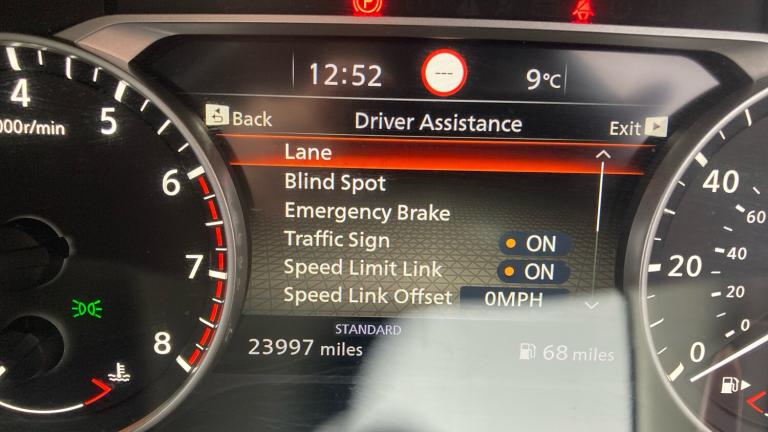 P
12:52
---
9°C
Back
Driver Assistance
Exit
Lane
Blind Spot
Emergency Brake
Traffic Sign ON
Speed Limit Link ON
Speed Link Offset 0MPH
STANDARD
23997 miles
68 miles
4
5
000r/min
6
7
8
40
60
40
20
20
0
0